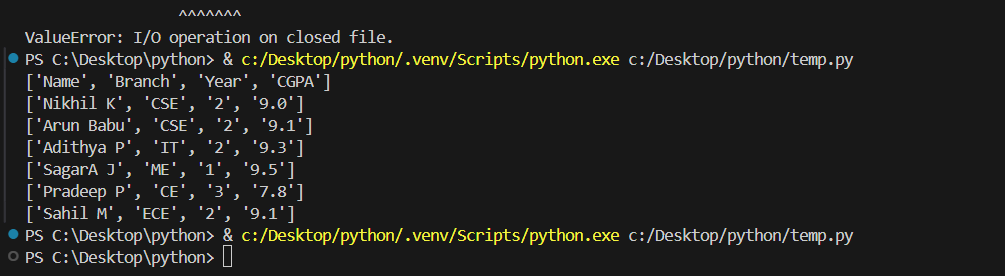 ^^^^^^^
ValueError: I/O operation on closed file.
PS C:\Desktop\python> & c:/Desktop/python/.venv/Scripts/python.exe c:/Desktop/python/temp.py
['Name', 'Branch', 'Year', 'CGPA']
['Nikhil K', 'CSE', '2', '9.0']
['Arun Babu', 'CSE', '2', '9.1']
['Adithya P', 'IT', '2', '9.3']
['SagarA J', 'ME', '1', '9.5']
['Pradeep P', 'CE', '3', '7.8']
['Sahil M', 'ECE', '2', '9.1']
PS C:\Desktop\python> & c:/Desktop/python/.venv/Scripts/python.exe c:/Desktop/python/temp.py
PS C:\Desktop\python>